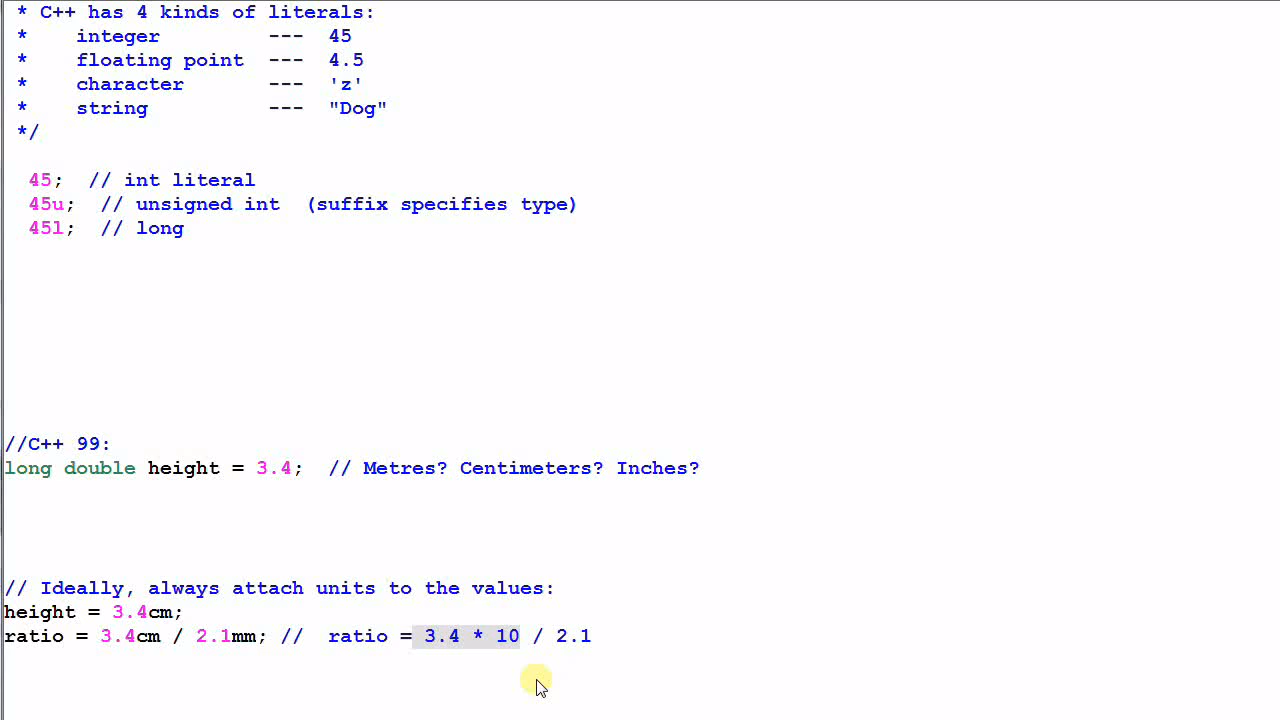 * C++ has 4 kinds of literals:
*    integer         ---  45
*    floating point  ---  4.5
*    character       ---  'z'
*    string          ---  "Dog"
*/
45;  // int literal
45u;  // unsigned int  (suffix specifies type)
45l;  // long
//C++ 99:
long double height = 3.4;  // Metres? Centimeters? Inches?
// Ideally, always attach units to the values:
height = 3.4cm;
ratio = 3.4cm / 2.1mm; //  ratio = 3.4 * 10 / 2.1